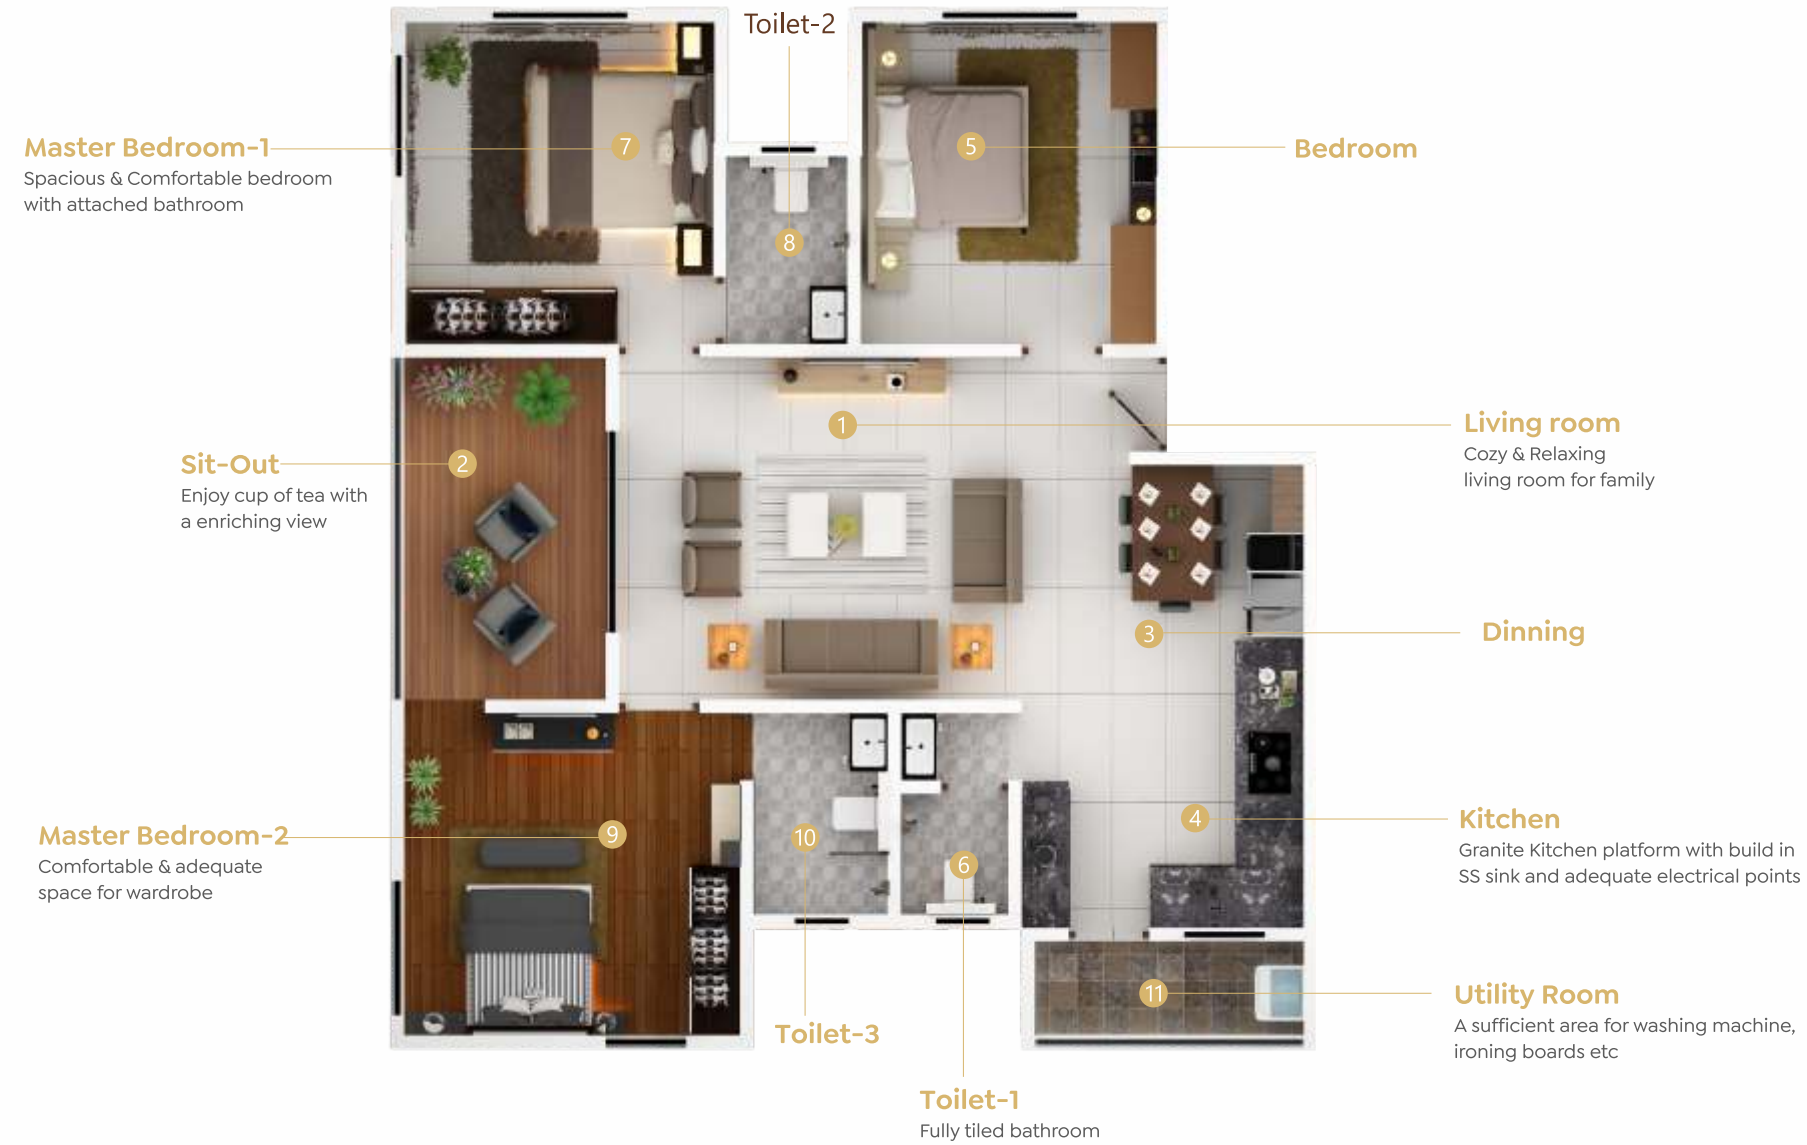 Toilet-2
Master Bedroom-1
Spacious & Comfortable bedroom
with attached bathroom
7
5
Bedroom
8
1
Living room
Cozy & Relaxing
living room for family
Sit-Out
2
Enjoy cup of tea with
a enriching view
3
Dinning
Master Bedroom-2
Comfortable & adequate
space for wardrobe
9
10
6
4
Kitchen
Granite Kitchen platform with build in
SS sink and adequate electrical points
11
Utility Room
A sufficient area for washing machine,
ironing boards etc
Toilet-3
Toilet-1
Fully tiled bathroom